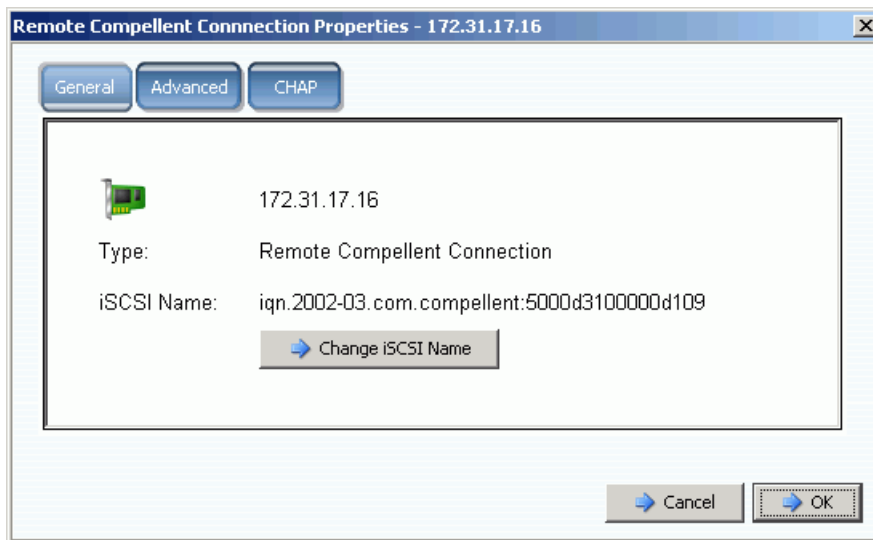 Remote Compellent Connnection Properties - 172.31.17.16
General Advanced CHAP
172.31.17.16
Type: Remote Compellent Connection
iSCSI Name: iqn.2002-03.com.compellent:5000d3100000d109
Change iSCSI Name
Cancel OK